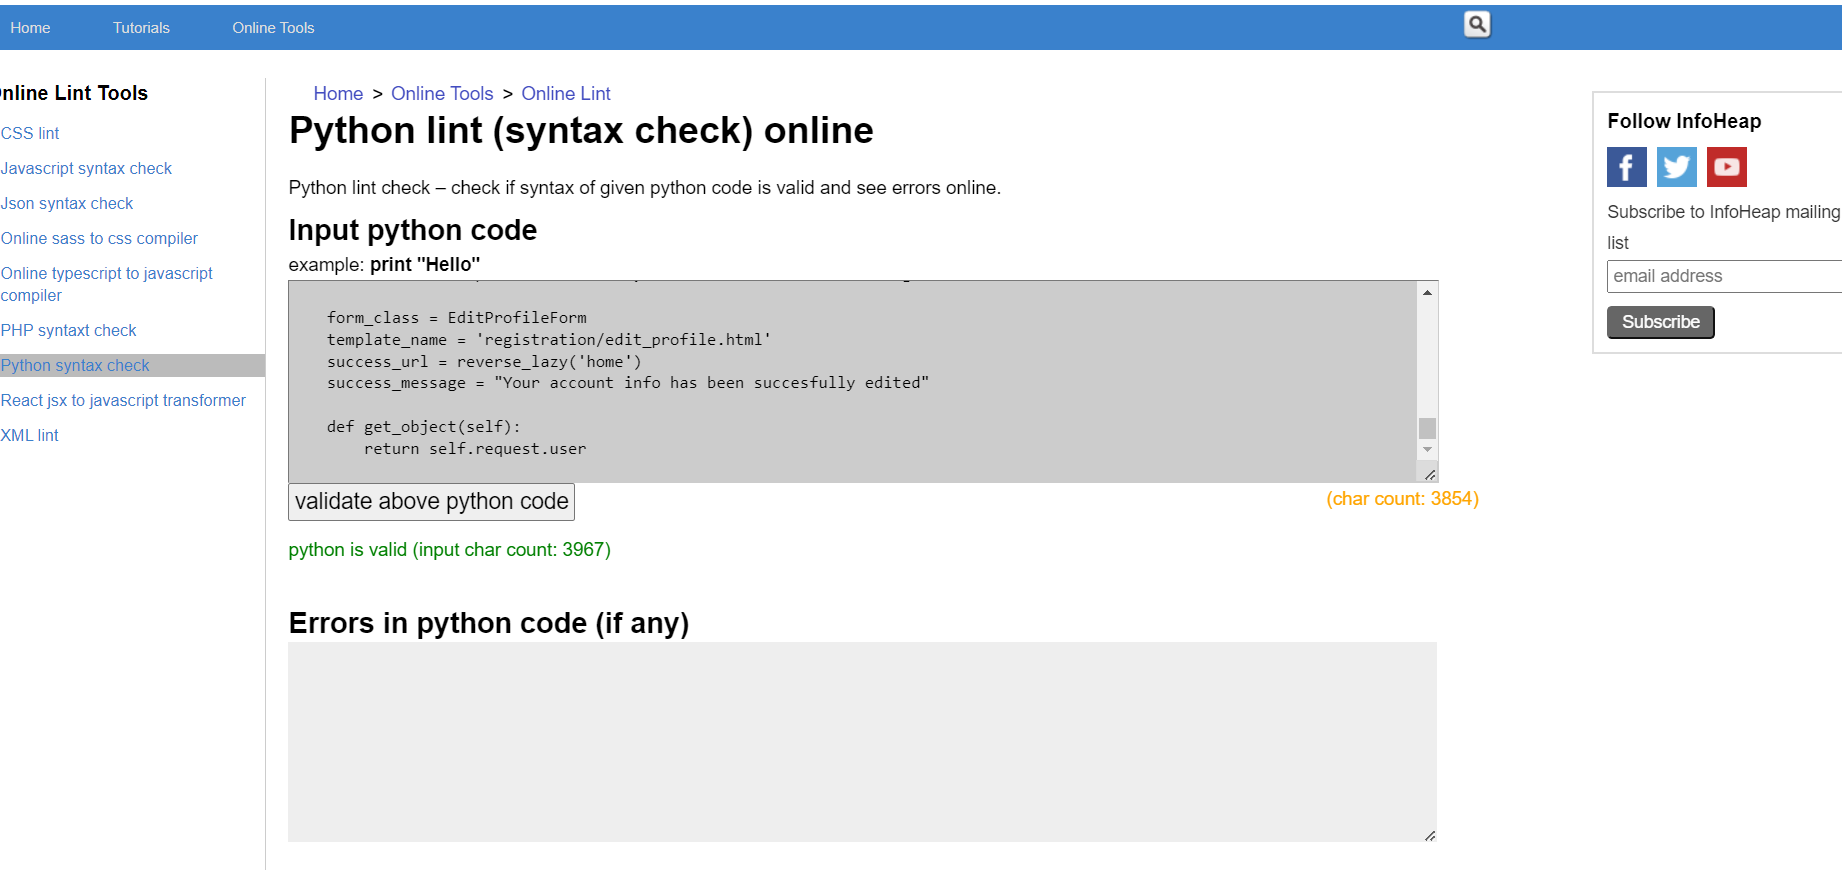 Home Tutorials Online Tools
nline Lint Tools
CSS lint
Javascript syntax check
Json syntax check
Online sass to css compiler
Online typescript to javascript
compiler
PHP syntaxt check
Python syntax check
React jsx to javascript transformer
XML lint
Home > Online Tools > Online Lint
Python lint (syntax check) online
Python lint check – check if syntax of given python code is valid and see errors online.
Input python code
example: print "Hello"
form_class = EditProfileForm
template_name = 'registration/edit_profile.html'
success_url = reverse_lazy('home')
success_message = "Your account info has been succesfully edited"
def get_object(self):
return self.request.user
validate above python code
(char count: 3854)
python is valid (input char count: 3967)
Errors in python code (if any)
Follow InfoHeap
Subscribe to InfoHeap mailing
list
email address
Subscribe